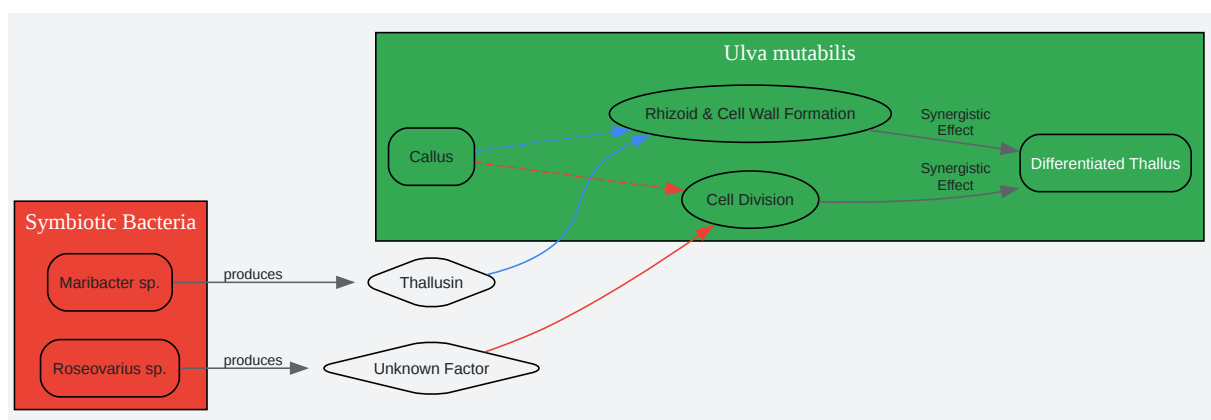 Ulva mutabilis
Rhizoid & Cell Wall Formation
Synergistic
Effect
Callus
Differentiated Thallus
Synergistic
Effect
Cell Division
Symbiotic Bacteria
Maribacter sp.
produces
Thallusin
Roseovarius sp.
produces
Unknown Factor